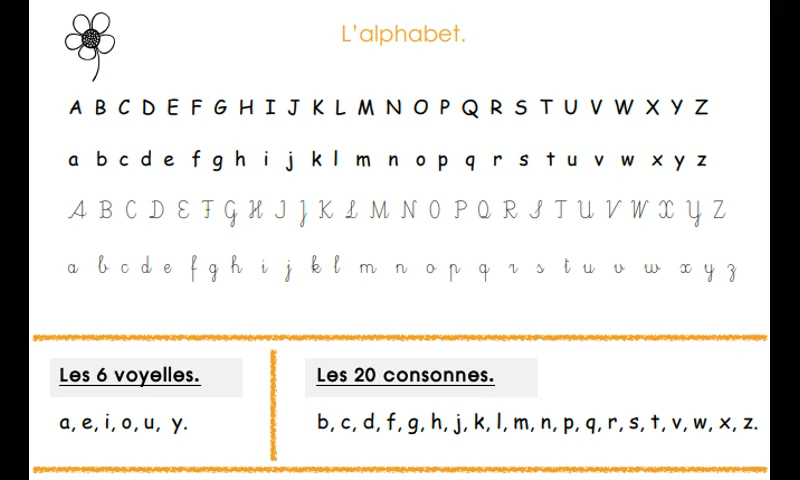 L'alphabet.
A B C D E F G H I J K L M N O P Q R S T U V W X Y Z
a b c d e f g h i j k l m n o p q r s t u v w x y z
A B C D E F G H I J K L M N O P Q R S T U V W X Y Z
a b c d e f g h i j k l m n o p q r s t u v w x y z
Les 6 voyelles.
a, e, i, o, u, y.
Les 20 consonnes.
b, c, d, f, g, h, j, k, l, m, n, p, q, r, s, t, v, w, x, z.